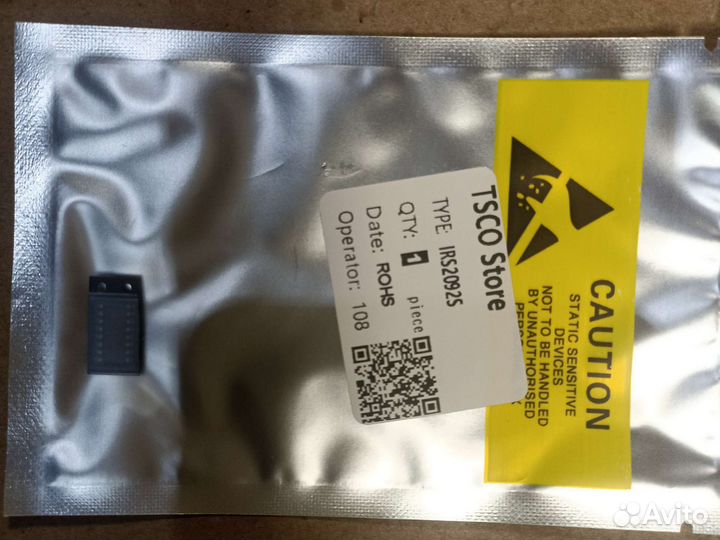 TSCO Store
TYPE: IRS2092S
QTY: 1 piece
Date: ROHS
Operator: 108
CAUTION
STATIC SENSITIVE
DEVICES
NOT TO BE HANDLED
BY UNAUTHORISED
Avito